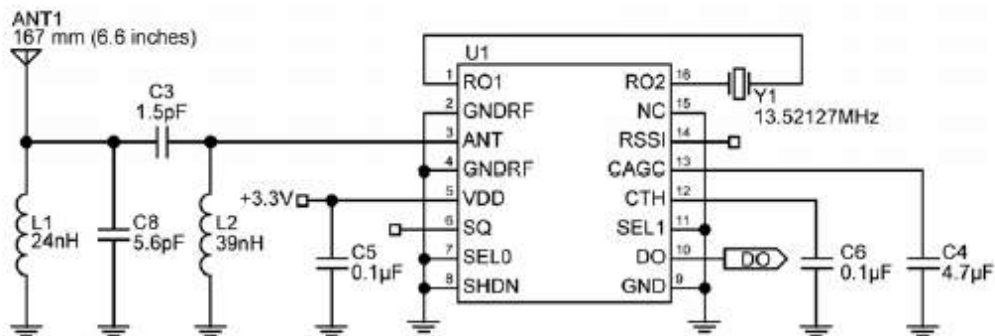 ANT1
167 mm (6.6 inches)
C3
1.5pF
L1
24nH
C8
5.6pF
L2
39nH
+3.3V
C5
0.1µF
U1
1 RO1
2 GNDRF
3 ANT
4 GNDRF
5 VDD
6 SQ
7 SEL0
8 SHDN
RO2 16
NC 15
RSSI 14
CAGC 13
CTH 12
SEL1 11
DO 10
GND 9
Y1
13.52127MHz
DO
C6
0.1µF
C4
4.7µF